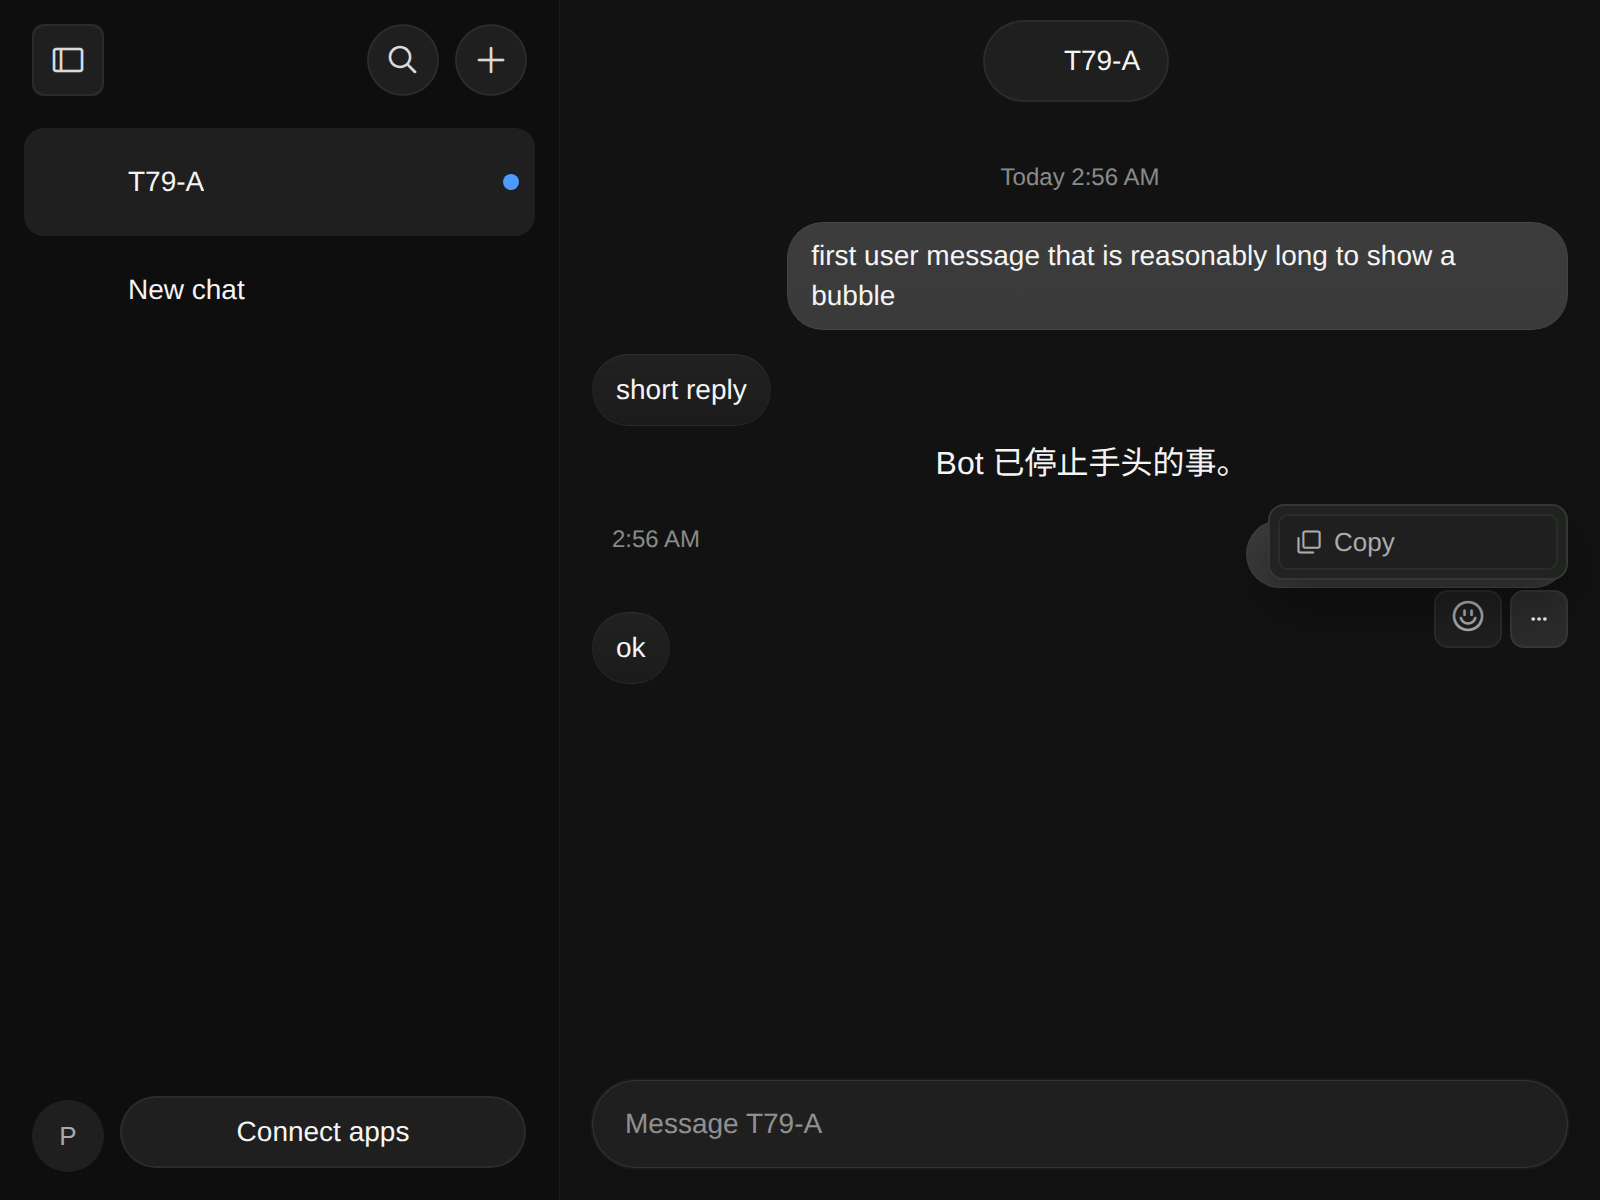 T79-A
New chat
P
Connect apps
T79-A
Today 2:56 AM
first user message that is reasonably long to show a
bubble
short reply
Bot 已停止手头的事。
2:56 AM
Copy
ok
Message T79-A